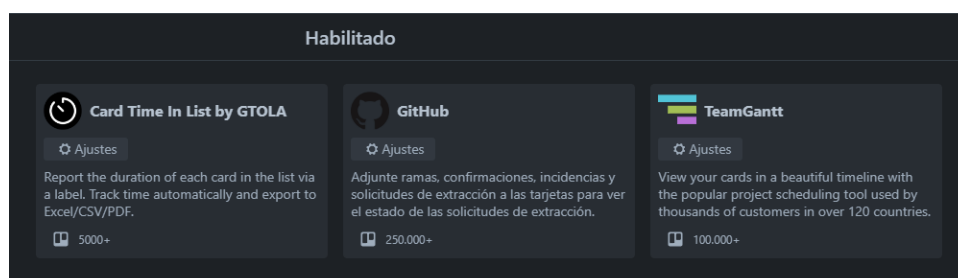 Habilitado
Card Time In List by GTOLA
Ajustes
Report the duration of each card in the list via
a label. Track time automatically and export to
Excel/CSV/PDF.
5000+
GitHub
Ajustes
Adjunte ramas, confirmaciones, incidencias y
solicitudes de extracción a las tarjetas para ver
el estado de las solicitudes de extracción.
250.000+
TeamGantt
Ajustes
View your cards in a beautiful timeline with
the popular project scheduling tool used by
thousands of customers in over 120 countries.
100.000+